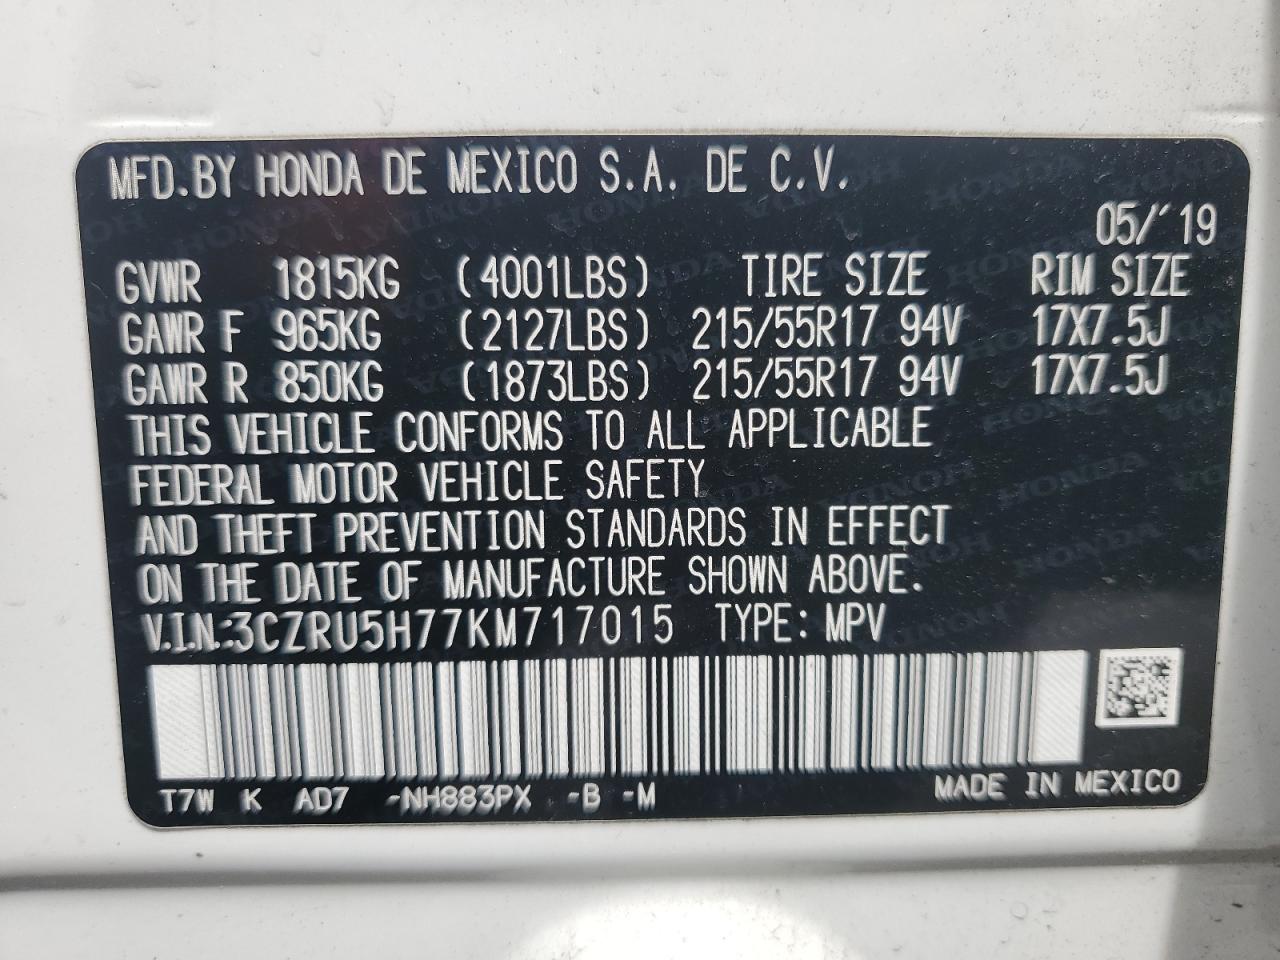 MFD.BY HONDA DE MEXICO S.A. DE C.V.
05/'19
GVWR 1815KG (4001LBS) TIRE SIZE RIM SIZE
GAWR F 965KG (2127LBS) 215/55R17 94V 17X7.5J
GAWR R 850KG (1873LBS) 215/55R17 94V 17X7.5J
THIS VEHICLE CONFORMS TO ALL APPLICABLE
FEDERAL MOTOR VEHICLE SAFETY
AND THEFT PREVENTION STANDARDS IN EFFECT
ON THE DATE OF MANUFACTURE SHOWN ABOVE.
V.I.N.:3CZRU5H77KM717015 TYPE: MPV
T7W K AD7 -NH883PX -B -M MADE IN MEXICO